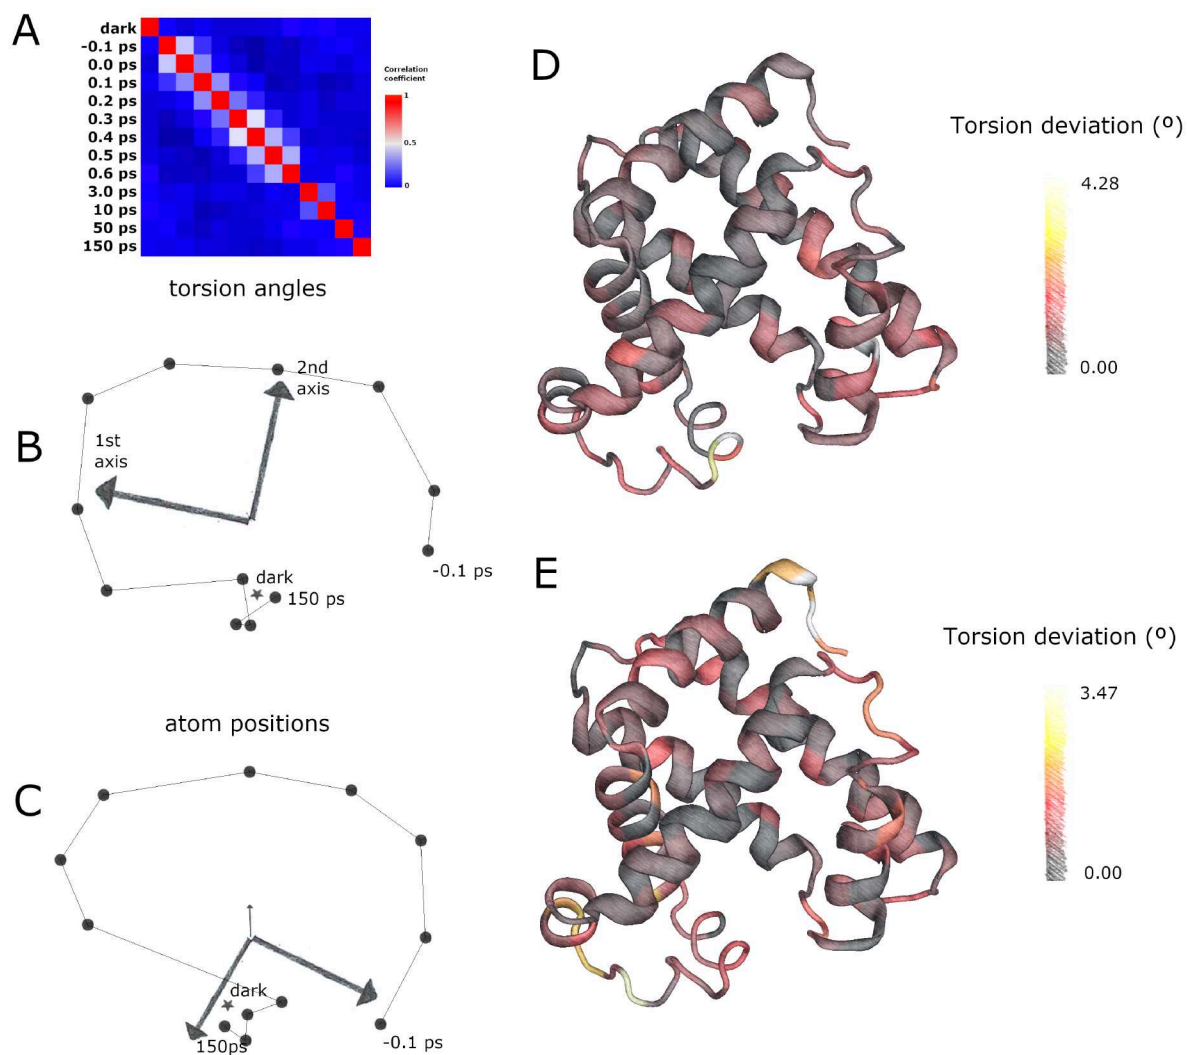 A
dark
-0.1 ps
0.0 ps
0.1 ps
0.2 ps
0.3 ps
0.4 ps
0.5 ps
0.6 ps
3.0 ps
10 ps
50 ps
150 ps
Correlation
coefficient
1
0.5
0
torsion angles
B
1st
axis
2nd
axis
-0.1 ps
dark
150 ps
atom positions
C
dark
150ps
-0.1 ps
D
Torsion deviation (º)
4.28
0.00
E
Torsion deviation (º)
3.47
0.00